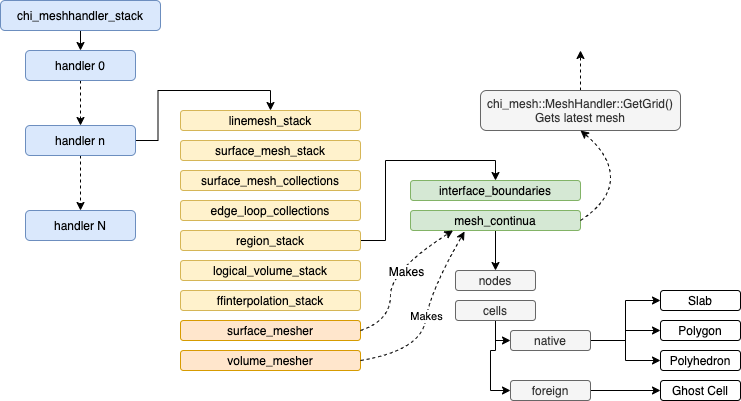 chi_meshhandler_stack
handler 0
handler n
handler N
linemesh_stack
surface_mesh_stack
surface_mesh_collections
edge_loop_collections
region_stack
logical_volume_stack
ffinterpolation_stack
surface_mesher
volume_mesher
Makes
Makes
chi_mesh::MeshHandler::GetGrid()
Gets latest mesh
interface_boundaries
mesh_continua
nodes
cells
native
foreign
Slab
Polygon
Polyhedron
Ghost Cell